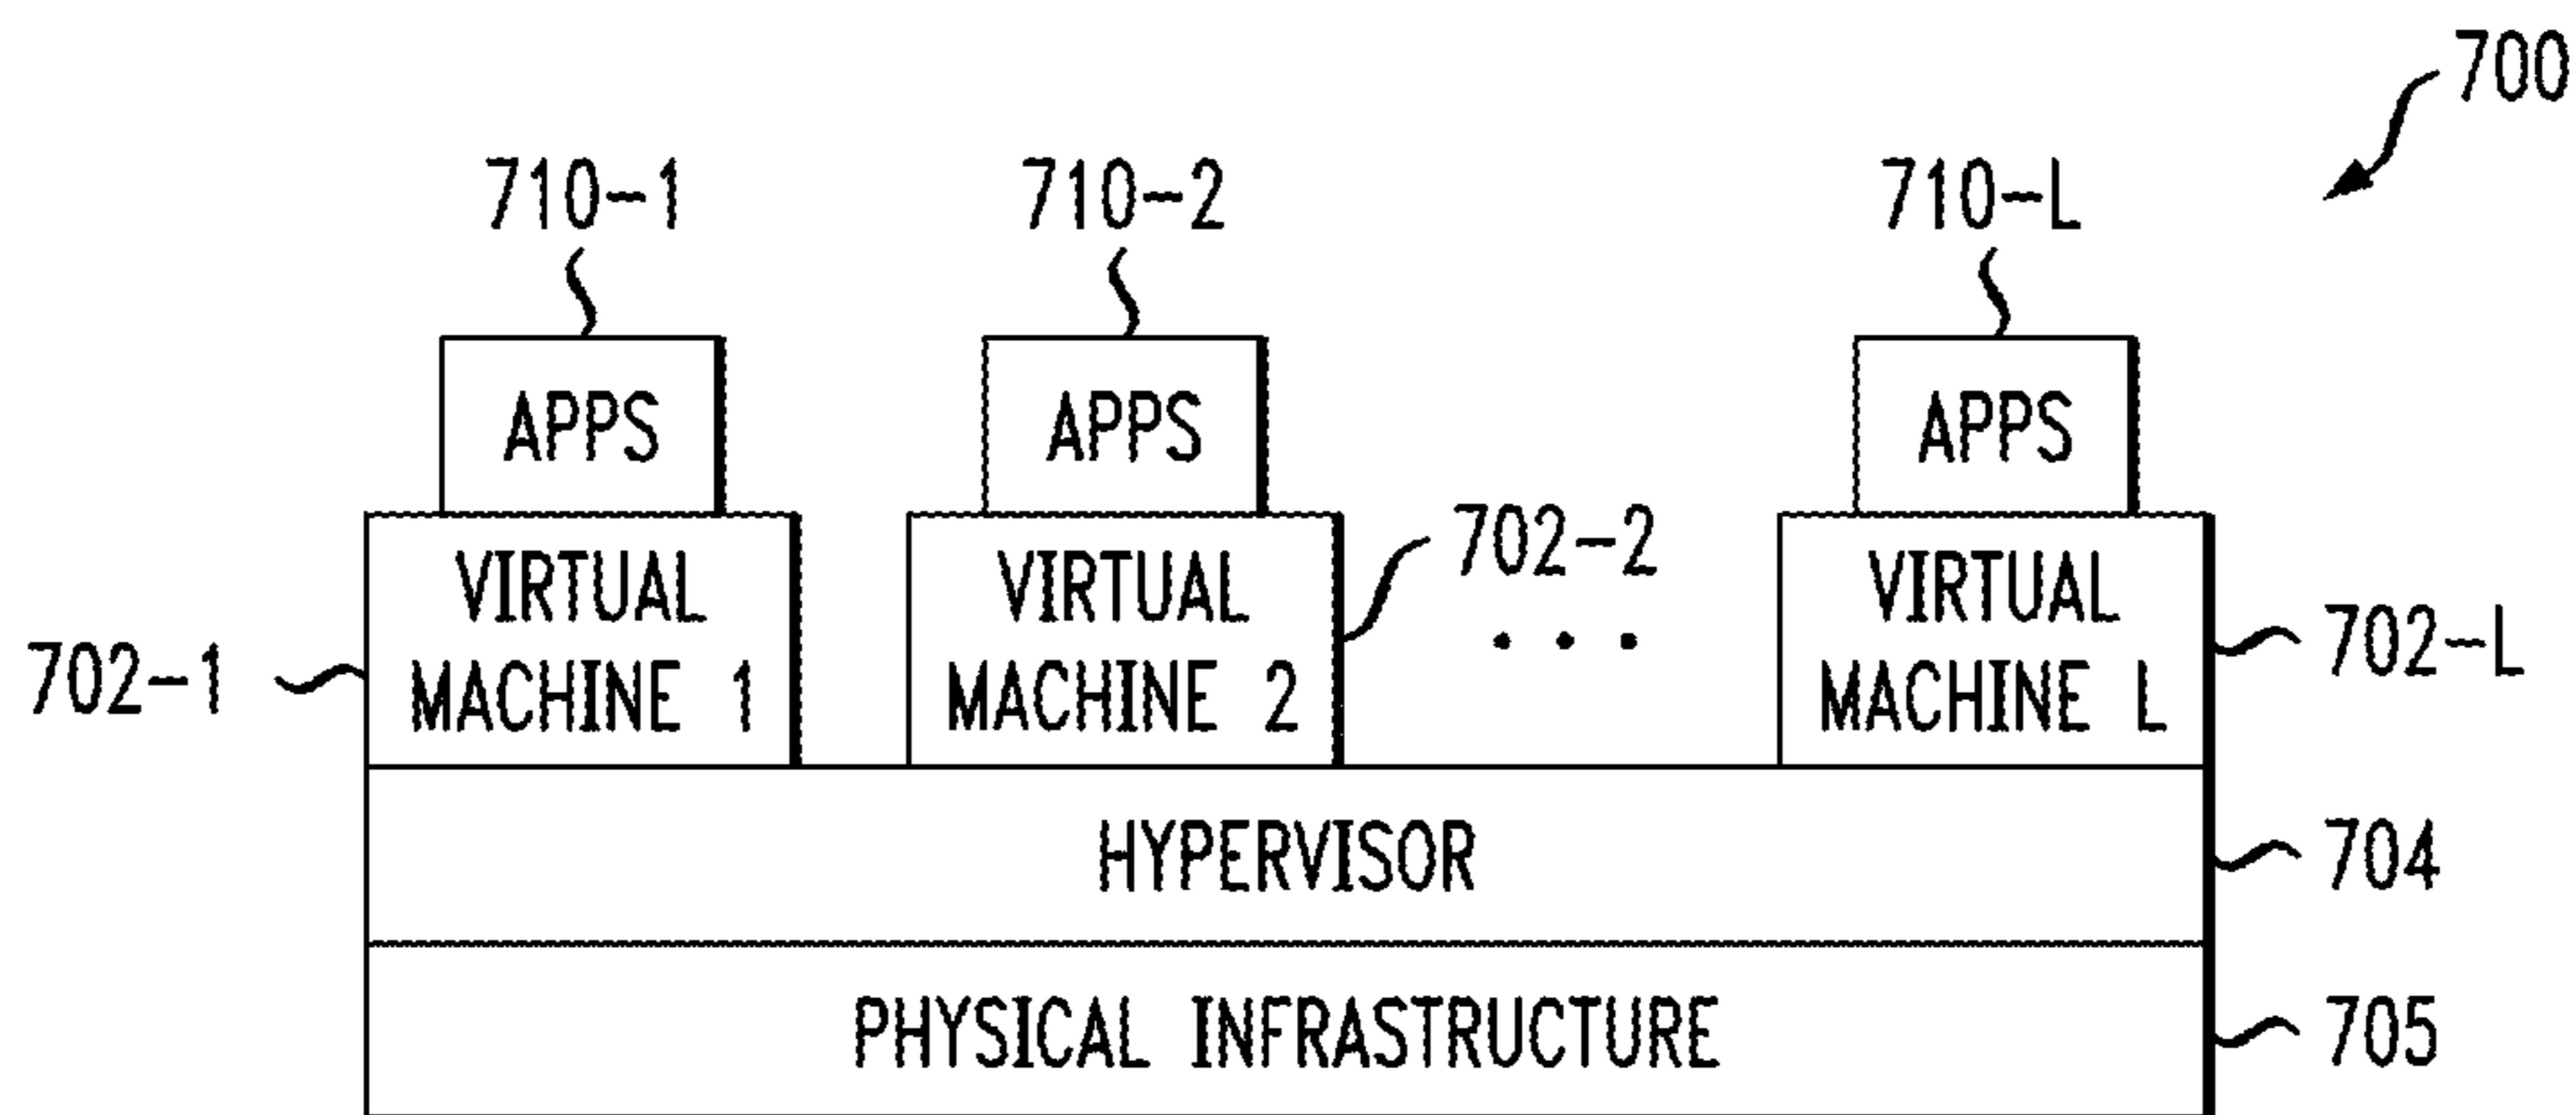 700
710-1
710-2
710-L
APPS
APPS
APPS
VIRTUAL
MACHINE 1
VIRTUAL
MACHINE 2
702-2
. . .
VIRTUAL
MACHINE L
702-1
702-L
HYPERVISOR
704
PHYSICAL INFRASTRUCTURE
705